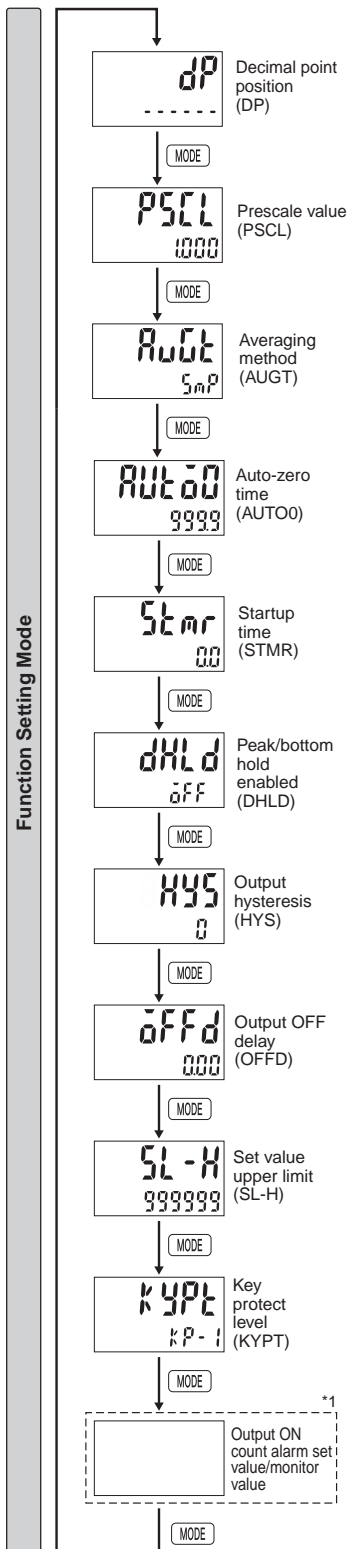 Function Setting Mode
dP
------
Decimal point
position
(DP)
MODE
PSCL
1.000
Prescale value
(PSCL)
MODE
AuGt
SmP
Averaging
method
(AUGT)
MODE
AUto0
999.9
Auto-zero
time
(AUTO0)
MODE
Stmr
0.0
Startup
time
(STMR)
MODE
dHLd
oFF
Peak/bottom
hold
enabled
(DHLD)
MODE
HYS
0
Output
hysteresis
(HYS)
MODE
oFFd
0.00
Output OFF
delay
(OFFD)
MODE
SL-H
999999
Set value
upper limit
(SL-H)
MODE
KYPt
KP-1
Key
protect
level
(KYPT)
MODE
*1
Output ON
count alarm set
value/monitor
value
MODE